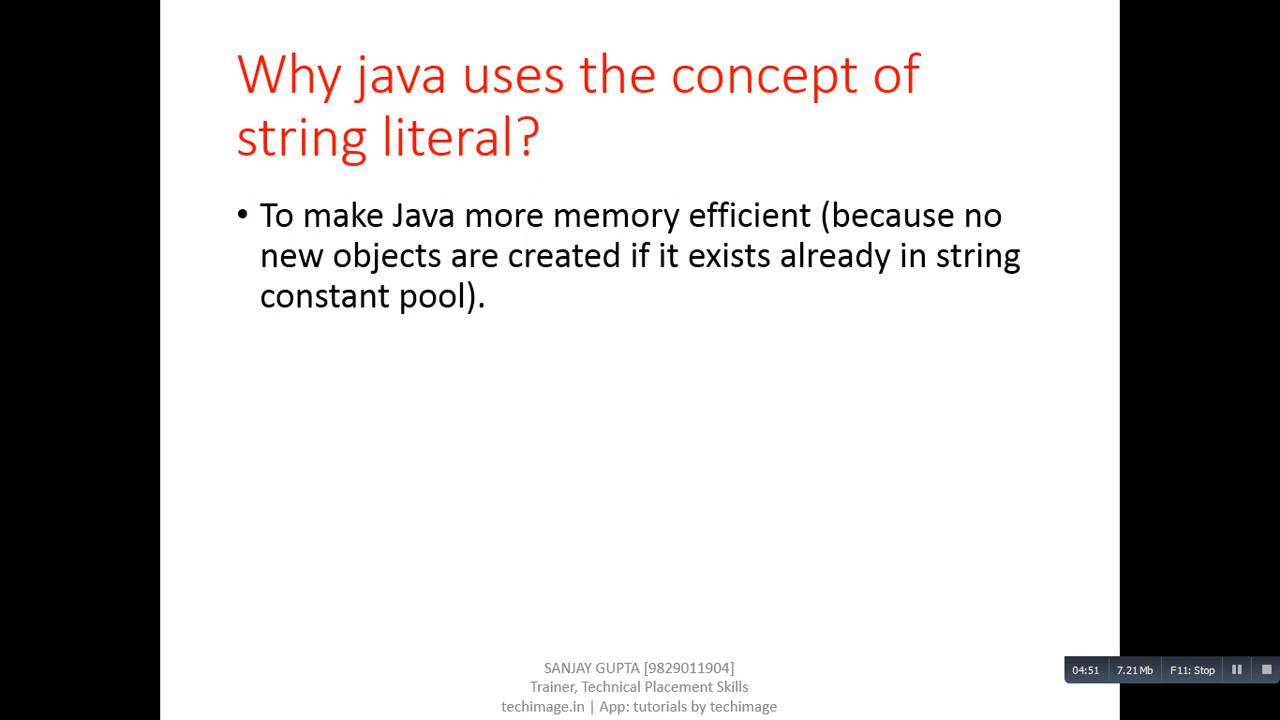 Why java uses the concept of
string literal?
• To make Java more memory efficient (because no
new objects are created if it exists already in string
constant pool).
SANJAY GUPTA [9829011904]
Trainer, Technical Placement Skills
techimage.in | App: tutorials by techimage
04:51 7.21 Mb F11: Stop